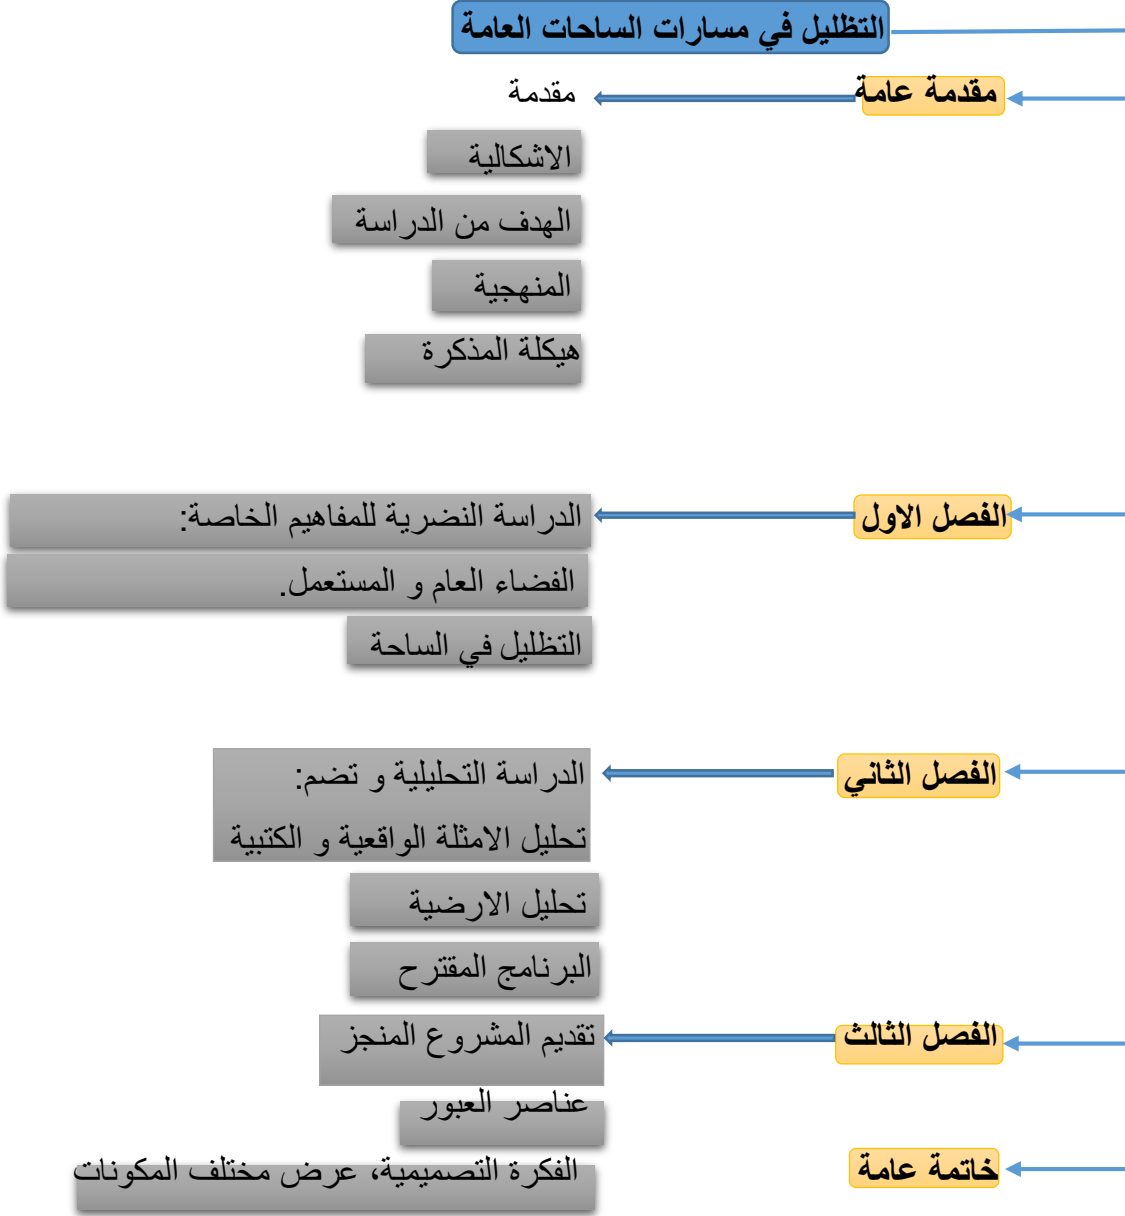 التظليل في مسارات الساحات العامة
مقدمة عامة
مقدمة
الاشكالية
الهدف من الدراسة
المنهجية
هيكلة المذكرة
الفصل الاول
الدراسة النضرية للمفاهيم الخاصة:
الفضاء العام و المستعمل.
التظليل في الساحة
الفصل الثاني
الدراسة التحليلية و تضم:
تحليل الامثلة الواقعية و الكتبية
تحليل الارضية
البرنامج المقترح
الفصل الثالث
تقديم المشروع المنجز
عناصر العبور
خاتمة عامة
الفكرة التصميمية، عرض مختلف المكونات